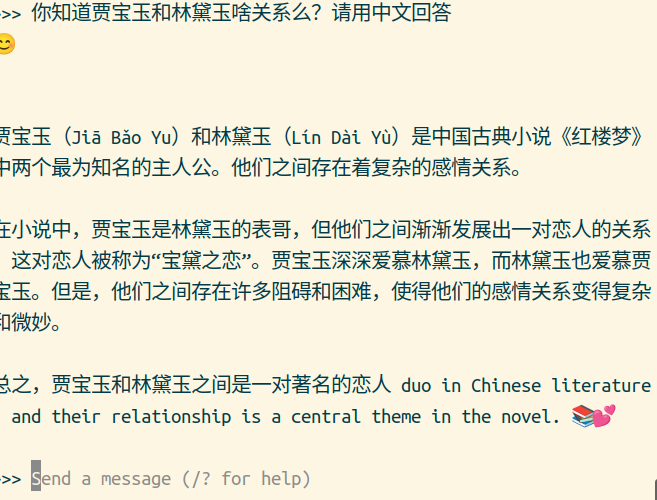 >>> 你知道贾宝玉和林黛玉啥关系么？请用中文回答
😊
贾宝玉（Jiā Bǎo Yu）和林黛玉（Lín Dài Yù）是中国古典小说《红楼梦》
中两个最为知名的主人公。他们之间存在着复杂的感情关系。
在小说中，贾宝玉是林黛玉的表哥，但他们之间渐渐发展出一对恋人的关系
。这对恋人被称为“宝黛之恋”。贾宝玉深深爱慕林黛玉，而林黛玉也爱慕贾
宝玉。但是，他们之间存在许多阻碍和困难，使得他们的感情关系变得复杂
和微妙。
总之，贾宝玉和林黛玉之间是一对著名的恋人 duo in Chinese literature
, and their relationship is a central theme in the novel. 📚💕
>>> Send a message (/? for help)